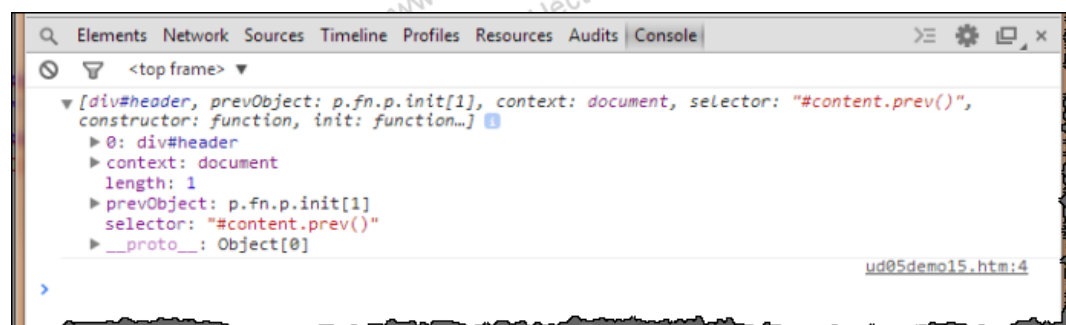 Elements Network Sources Timeline Profiles Resources Audits Console
<top frame> ▼
▼ [div#header, prevObject: p.fn.p.init[1], context: document, selector: "#content.prev()",
constructor: function, init: function…]
▶ 0: div#header
▶ context: document
length: 1
▶ prevObject: p.fn.p.init[1]
selector: "#content.prev()"
▶ __proto__: Object[0]
ud05demo15.htm:4
>